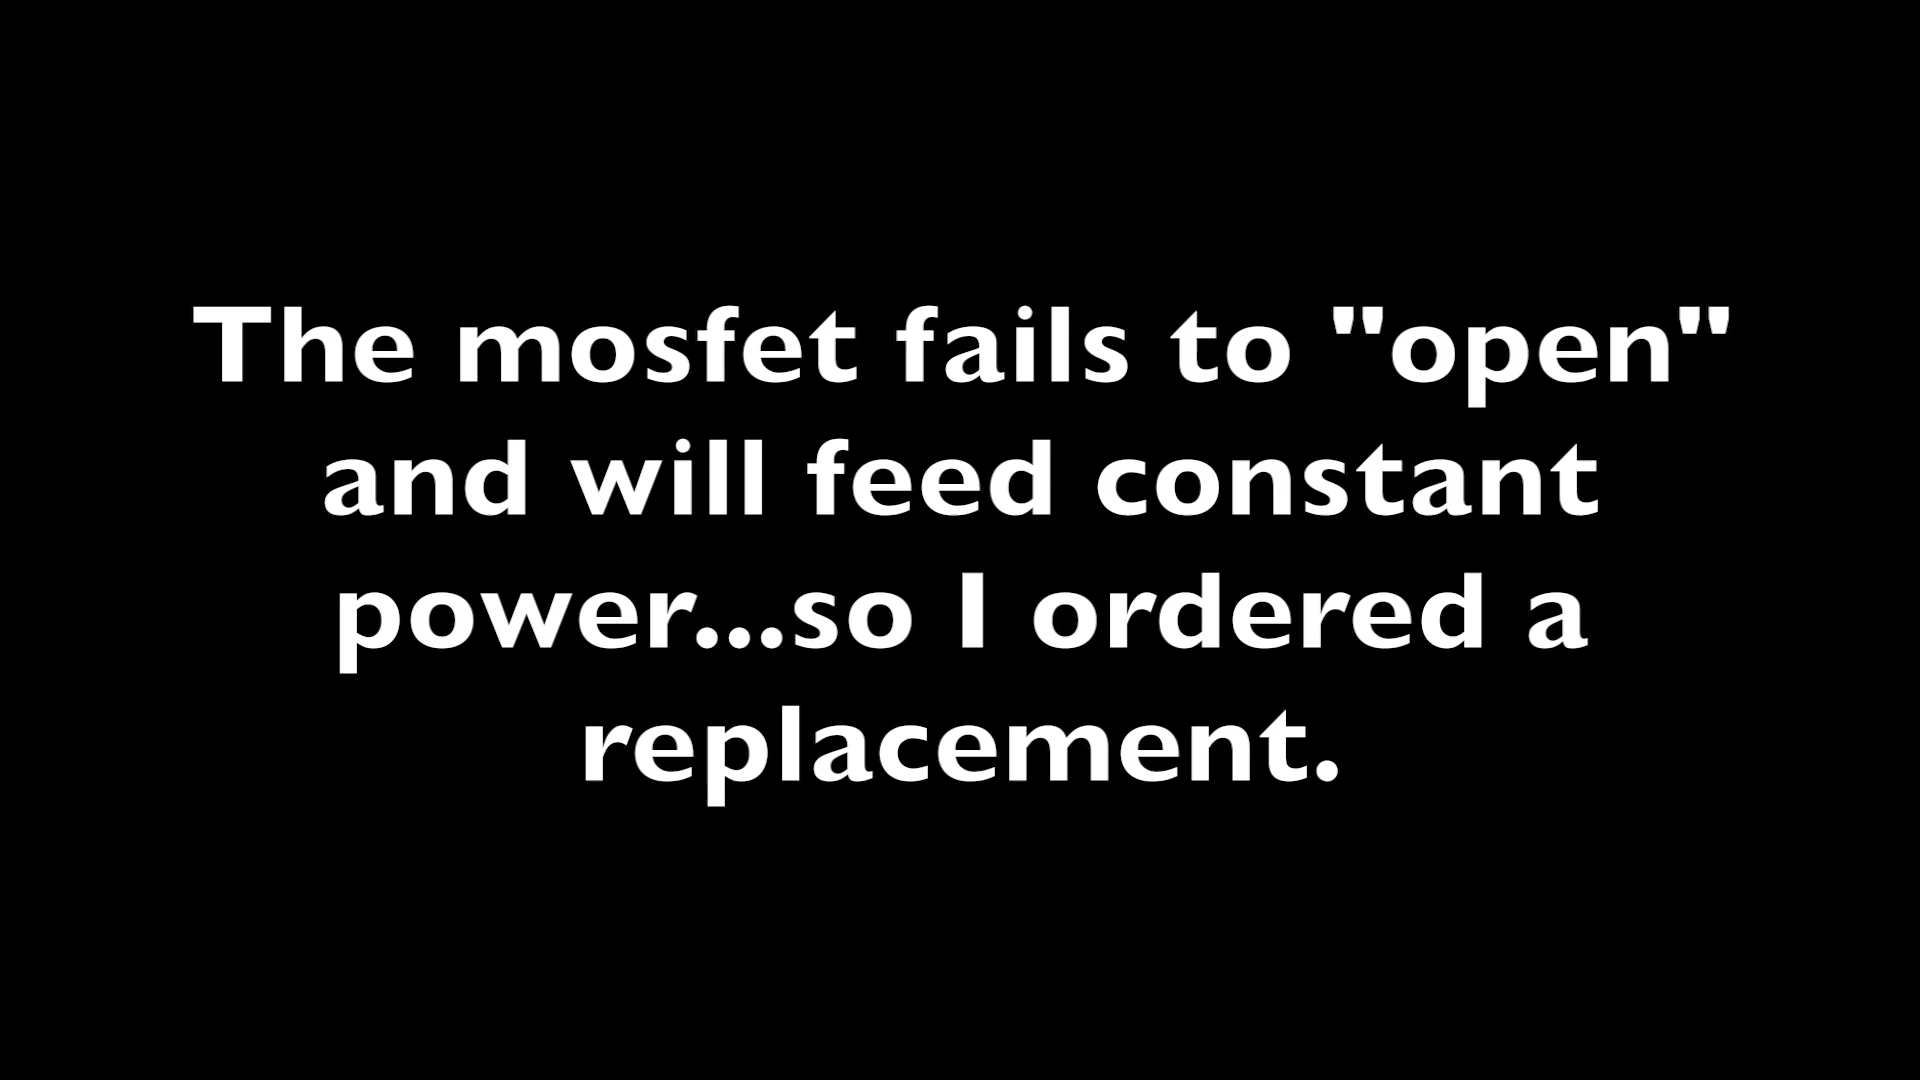 The mosfet fails to "open"
and will feed constant
power...so I ordered a
replacement.